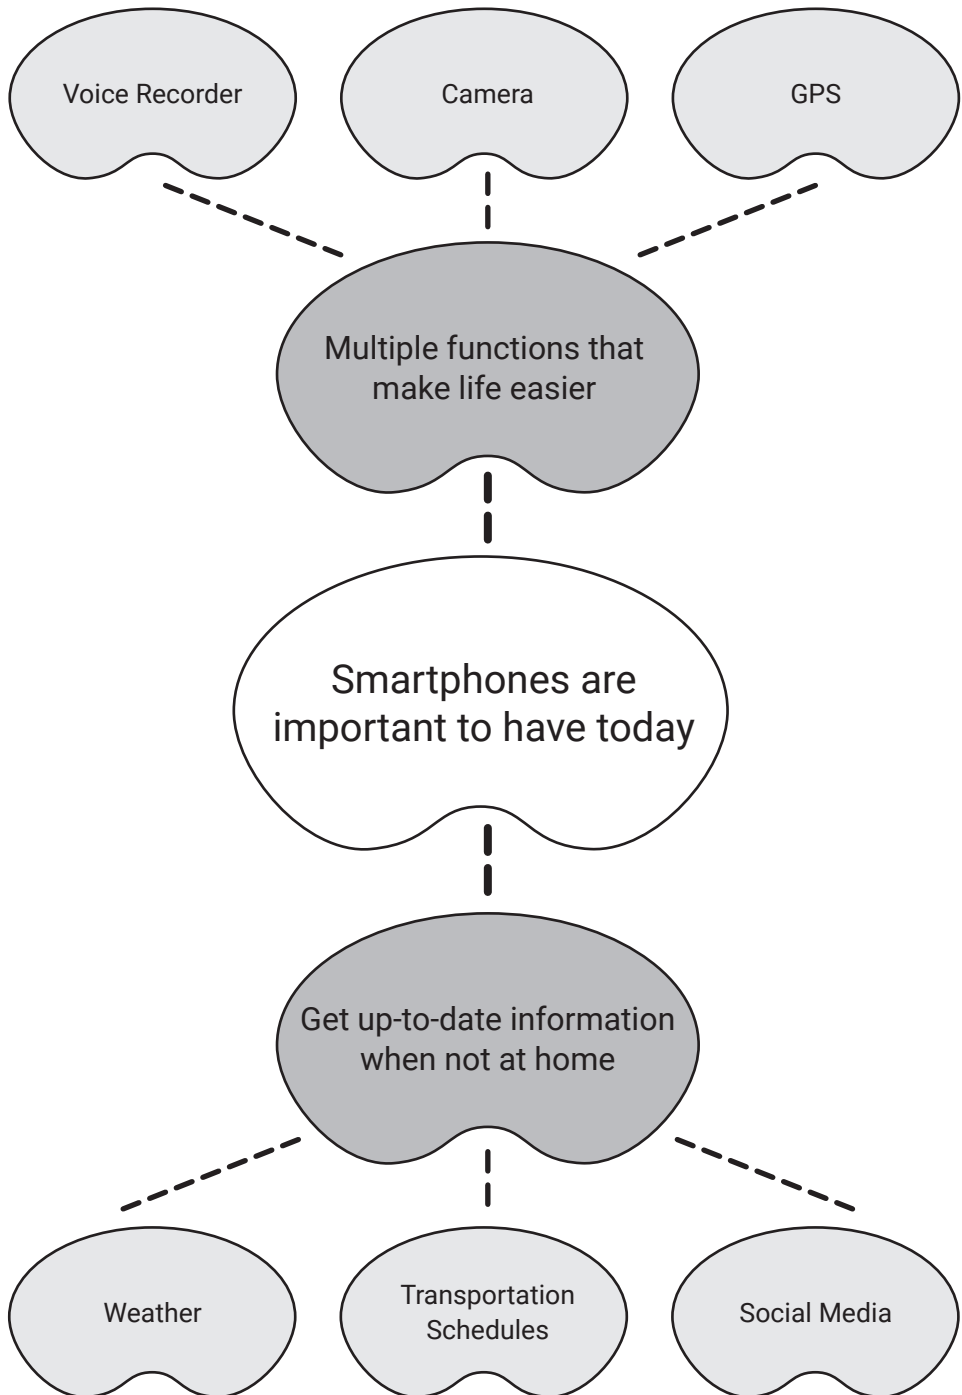 Voice Recorder
Camera
GPS
Multiple functions that
make life easier
Smartphones are
important to have today
Get up-to-date information
when not at home
Weather
Transportation
Schedules
Social Media